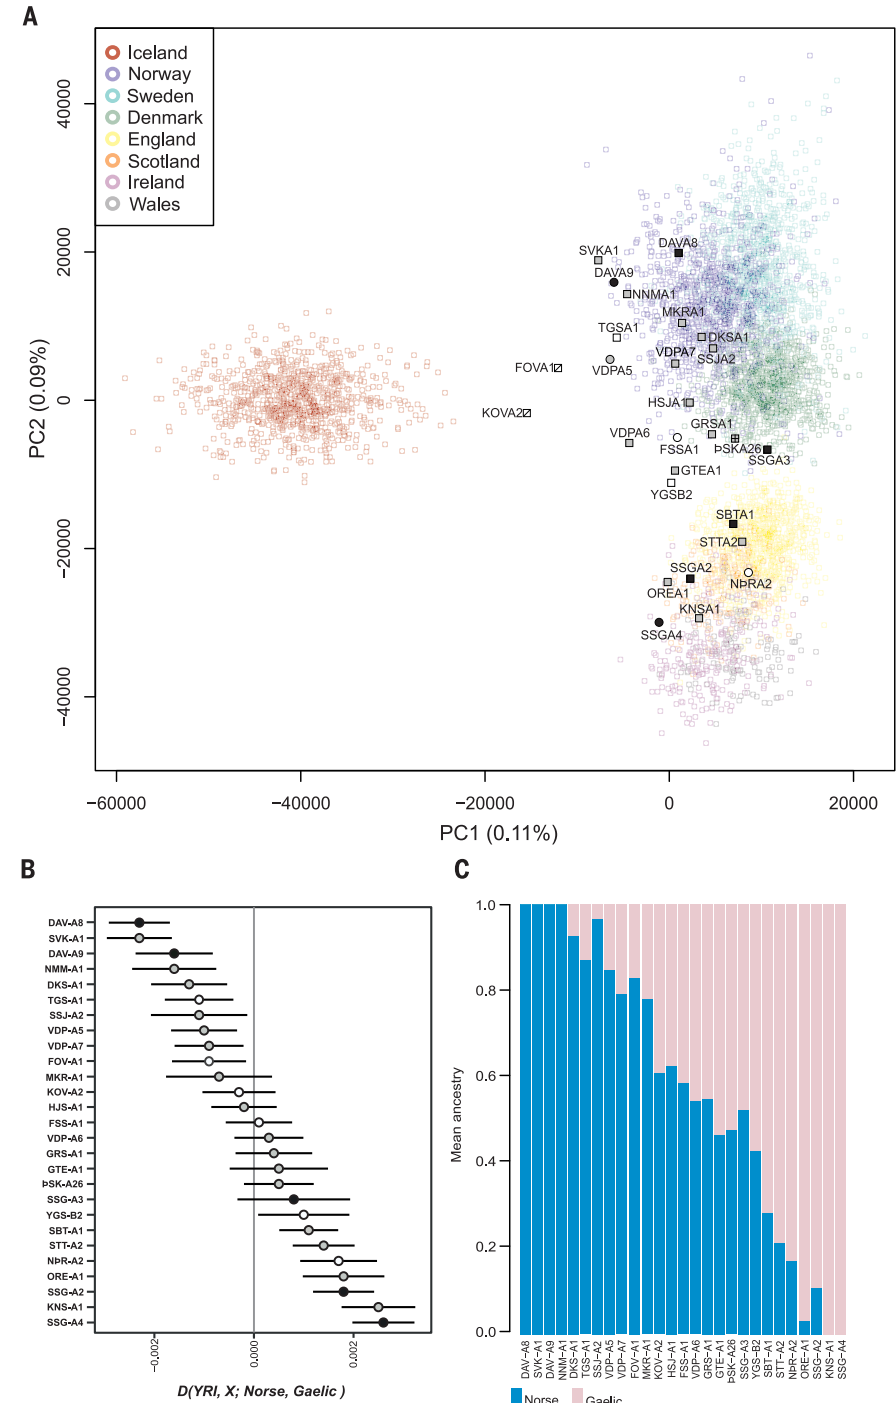 A
Iceland
Norway
Sweden
Denmark
England
Scotland
Ireland
Wales
PC2 (0.09%)
40000
20000
0
−20000
−40000
SVKA1
DAVA8
DAVA9
NNMA1
MKRA1
TGSA1
DKSA1
VDPA7
SSJA2
FOVA1
VDPA5
KOVA2
HSJA1
VDPA6
GRSA1
FSSA1
ÞSKA26
SSGA3
GTEA1
YGSB2
SBTA1
STTA2
SSGA2
NÞRA2
OREA1
KNSA1
SSGA4
−60000 −40000 −20000 0 20000
PC1 (0.11%)
B
DAV-A8
SVK-A1
DAV-A9
NMM-A1
DKS-A1
TGS-A1
SSJ-A2
VDP-A5
VDP-A7
FOV-A1
MKR-A1
KOV-A2
HJS-A1
FSS-A1
VDP-A6
GRS-A1
GTE-A1
ÞSK-A26
SSG-A3
YGS-B2
SBT-A1
STT-A2
NÞR-A2
ORE-A1
SSG-A2
KNS-A1
SSG-A4
−0.002 0.000 0.002
D(YRI, X; Norse, Gaelic )
C
Mean ancestry
1.0
0.8
0.6
0.4
0.2
0.0
DAV-A8
SVK-A1
DAV-A9
NNM-A1
DKS-A1
TGS-A1
SSJ-A2
VDP-A5
VDP-A7
FOV-A1
MKR-A1
KOV-A2
HSJ-A1
FSS-A1
VDP-A6
GRS-A1
GTE-A1
ÞSK-A26
SSG-A3
YGS-B2
SBT-A1
STT-A2
NÞR-A2
ORE-A1
SSG-A2
KNS-A1
SSG-A4
Norse Gaelic